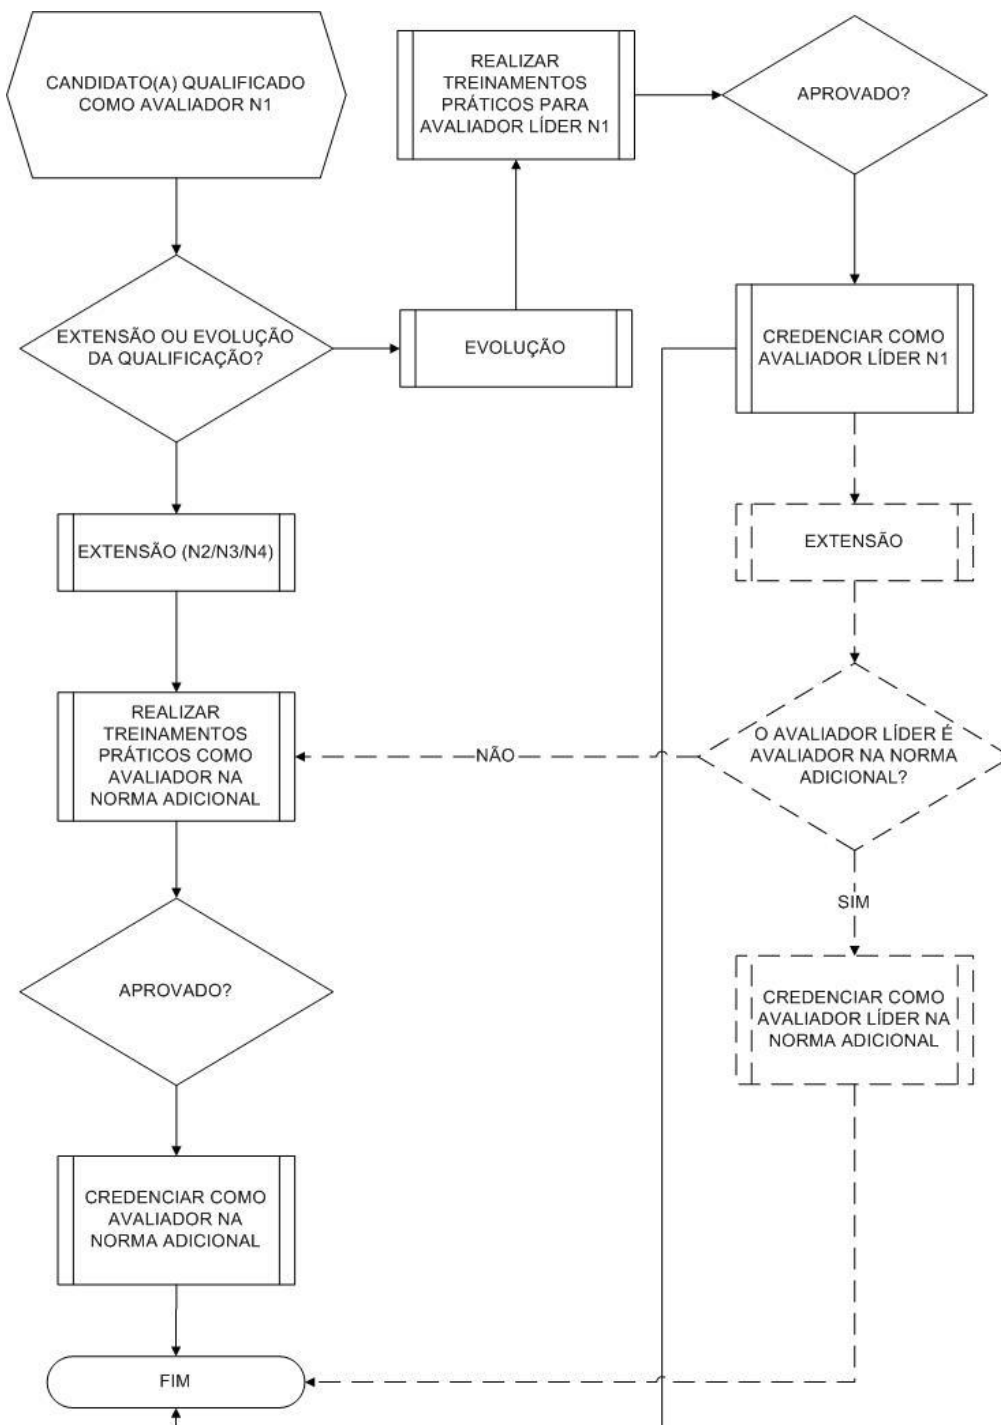 CANDIDATO(A) QUALIFICADO
COMO AVALIADOR N1
REALIZAR
TREINAMENTOS
PRÁTICOS PARA
AVALIADOR LÍDER N1
APROVADO?
EXTENSÃO OU EVOLUÇÃO
DA QUALIFICAÇÃO?
EVOLUÇÃO
CREDENCIAR COMO
AVALIADOR LÍDER N1
EXTENSÃO (N2/N3/N4)
EXTENSÃO
REALIZAR
TREINAMENTOS
PRÁTICOS COMO
AVALIADOR NA
NORMA ADICIONAL
NÃO
O AVALIADOR LÍDER É
AVALIADOR NA NORMA
ADICIONAL?
SIM
APROVADO?
CREDENCIAR COMO
AVALIADOR LÍDER NA
NORMA ADICIONAL
CREDENCIAR COMO
AVALIADOR NA
NORMA ADICIONAL
FIM